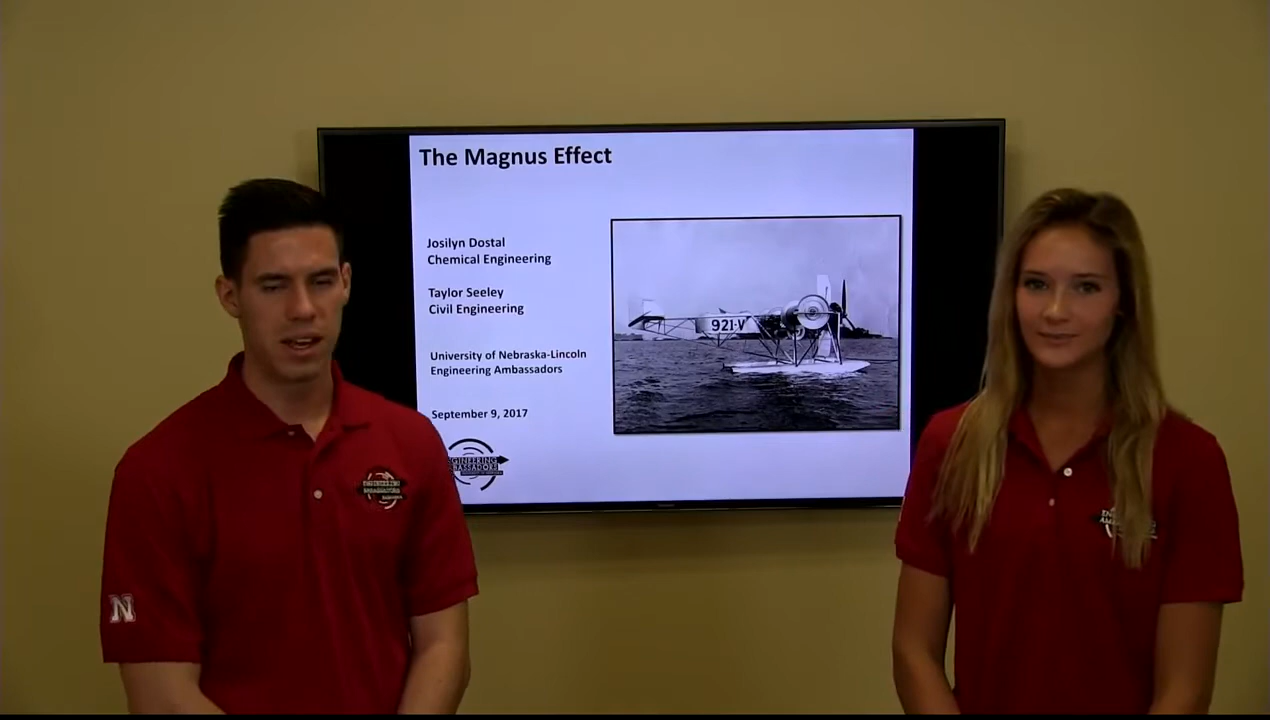 The Magnus Effect
Josilyn Dostal
Chemical Engineering
Taylor Seeley
Civil Engineering
University of Nebraska-Lincoln
Engineering Ambassadors
September 9, 2017
921-V
N